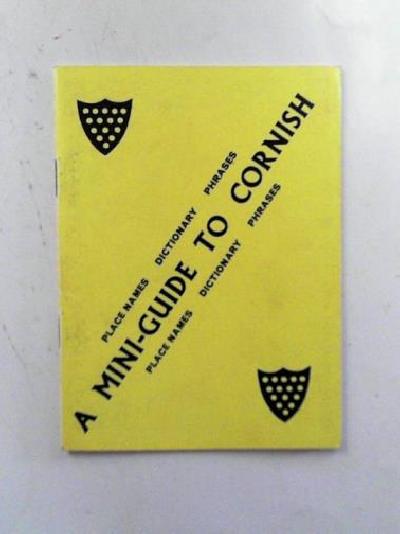 PLACE NAMES DICTIONARY PHRASES
A MINI-GUIDE TO CORNISH
PLACE NAMES DICTIONARY PHRASES